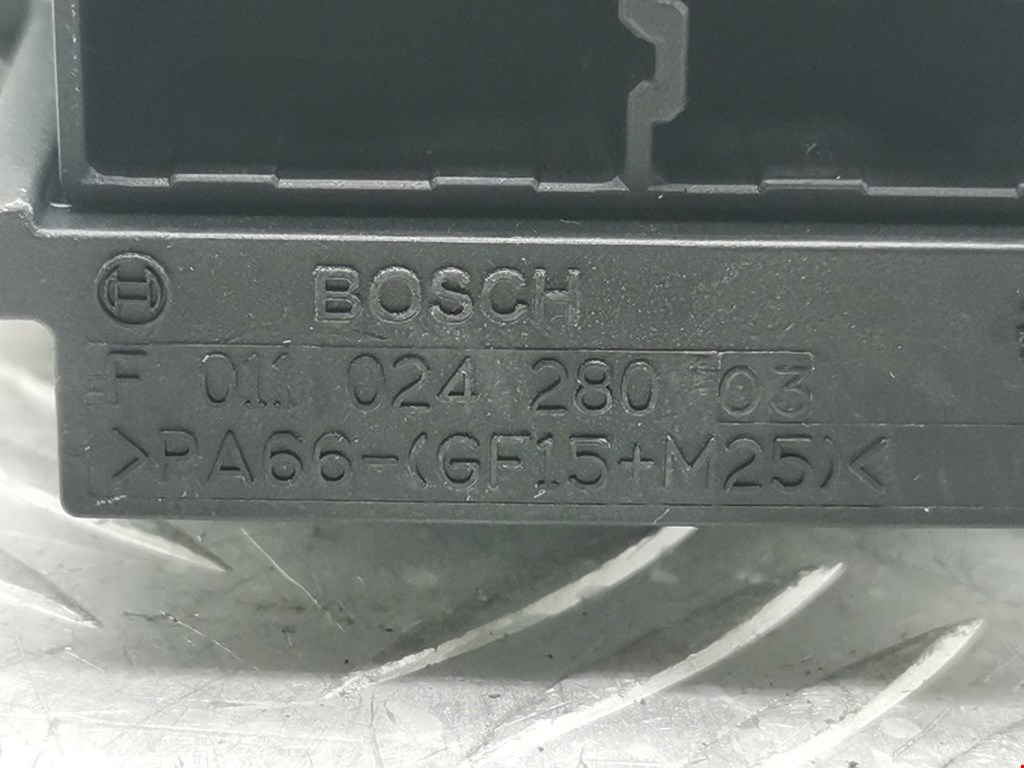 BOSCH
F 011 024 280 03
>PA66-(GF15+M25)<